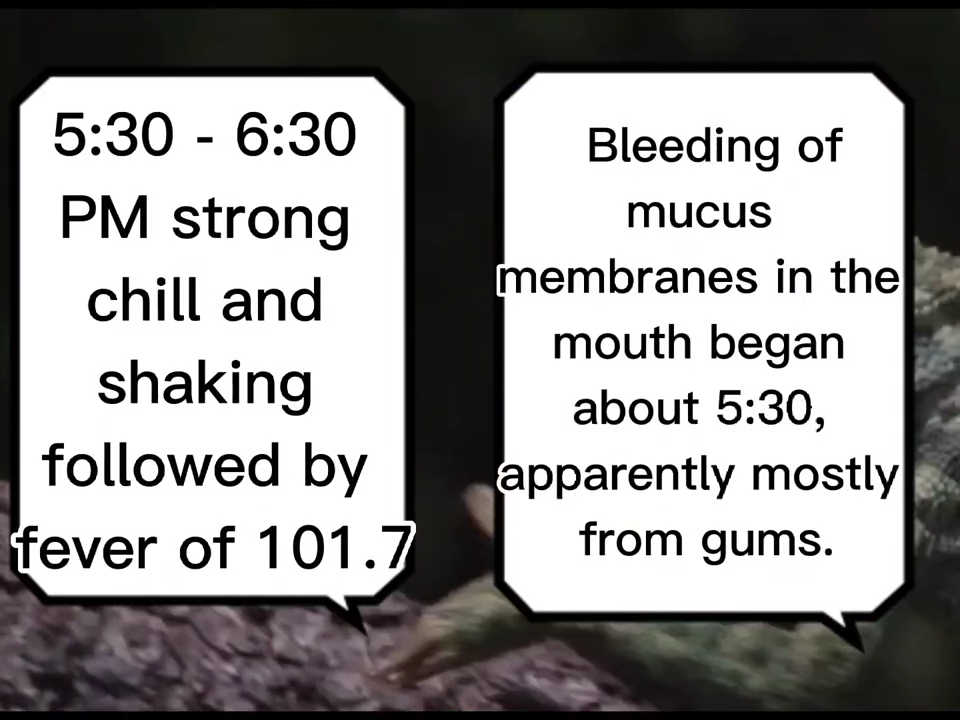 5:30 - 6:30
PM strong
chill and
shaking
followed by
fever of 101.7
Bleeding of
mucus
membranes in the
mouth began
about 5:30,
apparently mostly
from gums.